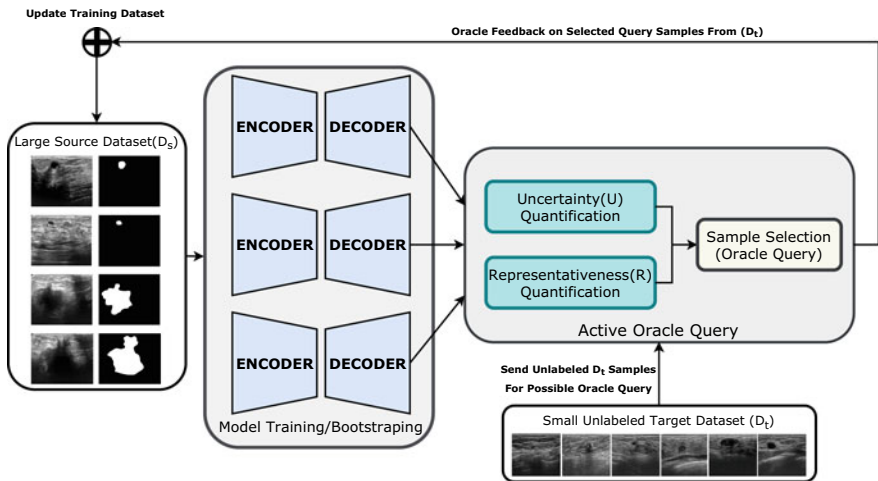 Update Training Dataset
Oracle Feedback on Selected Query Samples From (Dₜ)
Large Source Dataset(Dₛ)
ENCODER DECODER
ENCODER DECODER
ENCODER DECODER
Model Training/Bootstraping
Uncertainty(U)
Quantification
Representativeness(R)
Quantification
Sample Selection
(Oracle Query)
Active Oracle Query
Send Unlabeled Dₜ Samples
For Possible Oracle Query
Small Unlabeled Target Dataset (Dₜ)